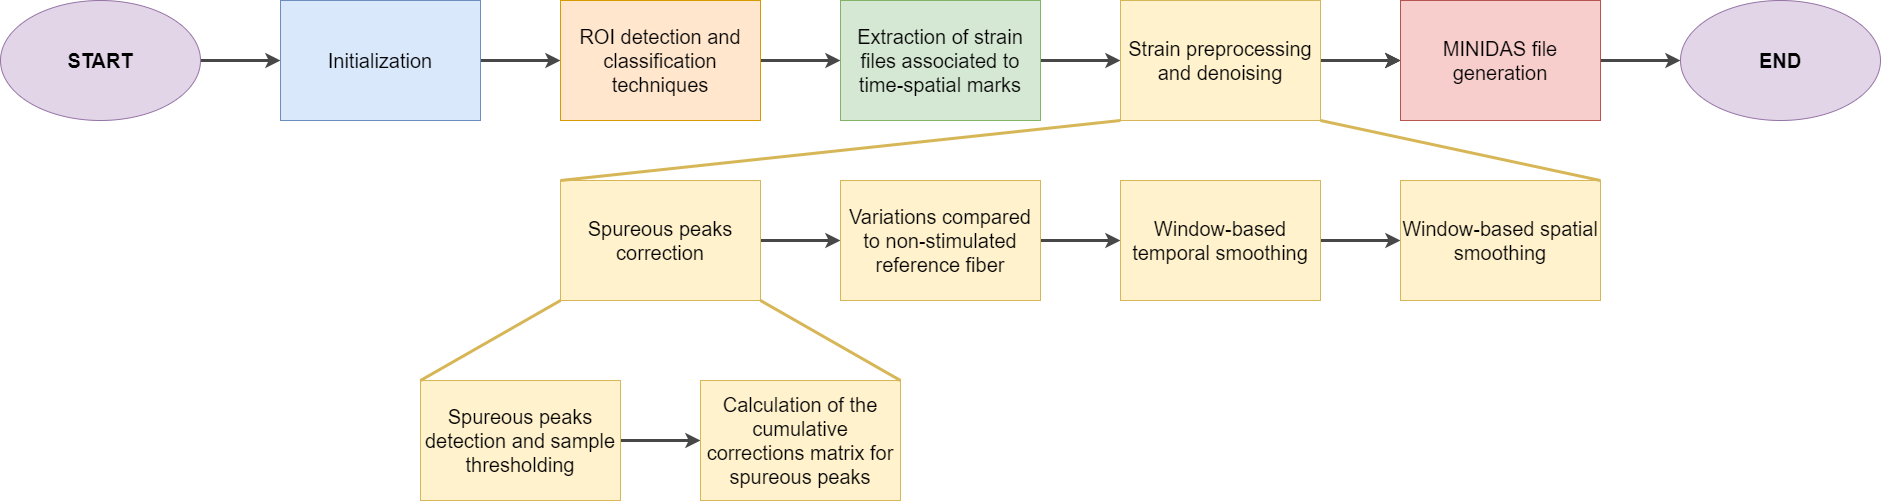 START
Initialization
ROI detection and
classification
techniques
Extraction of strain
files associated to
time-spatial marks
Strain preprocessing
and denoising
MINIDAS file
generation
END
Spureous peaks
correction
Variations compared
to non-stimulated
reference fiber
Window-based
temporal smoothing
Window-based spatial
smoothing
Spureous peaks
detection and sample
thresholding
Calculation of the
cumulative
corrections matrix for
spureous peaks